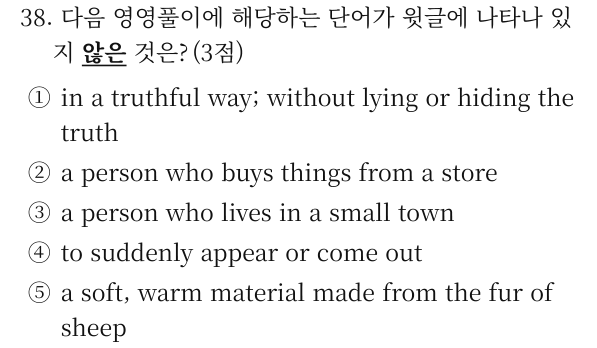 38. 다음 영영풀이에 해당하는 단어가 윗글에 나타나 있
지 않은 것은? (3점)
① in a truthful way; without lying or hiding the
truth
② a person who buys things from a store
③ a person who lives in a small town
④ to suddenly appear or come out
⑤ a soft, warm material made from the fur of
sheep